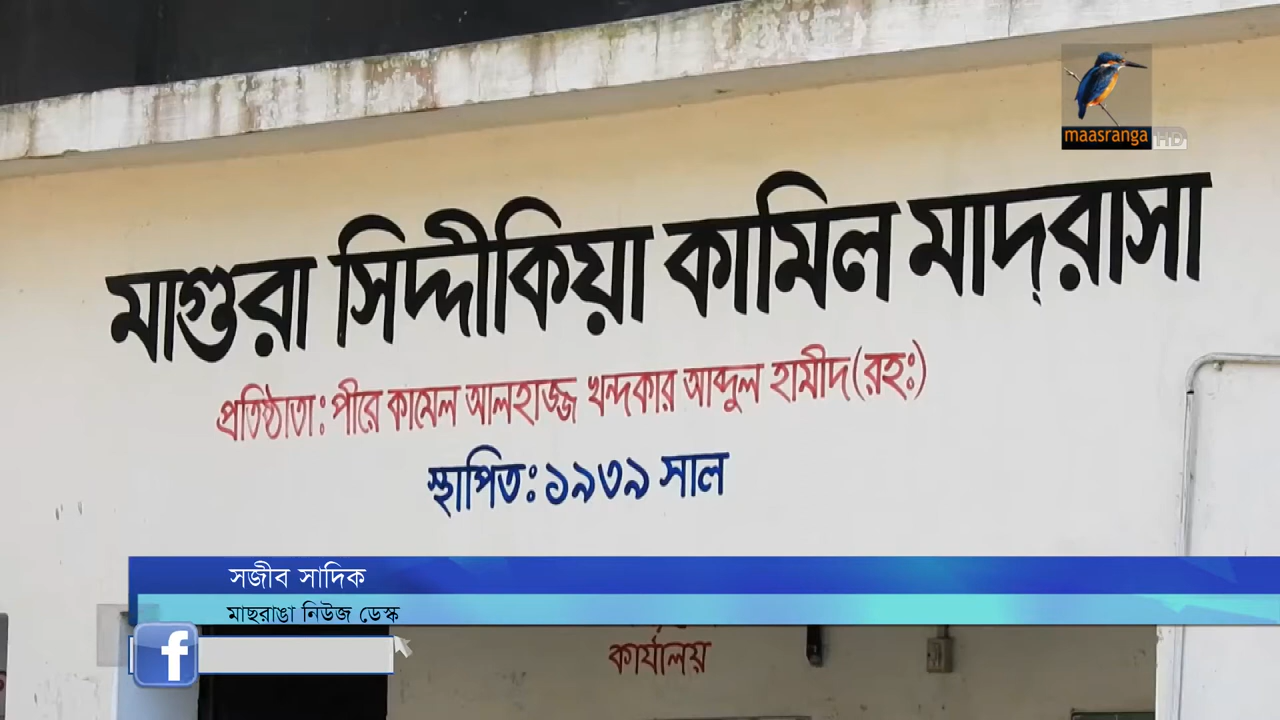 maasranga HD
মাগুরা সিদ্দীকিয়া কামিল মাদ্‌রাসা
প্রতিষ্ঠাতা: পীরে কামেল আলহাজ্জ খন্দকার আব্দুল হামীদ (রহ:)
স্থাপিত: ১৯৩৯ সাল
সজীব সাদিক
মাছরাঙা নিউজ ডেস্ক
f
কার্যালয়